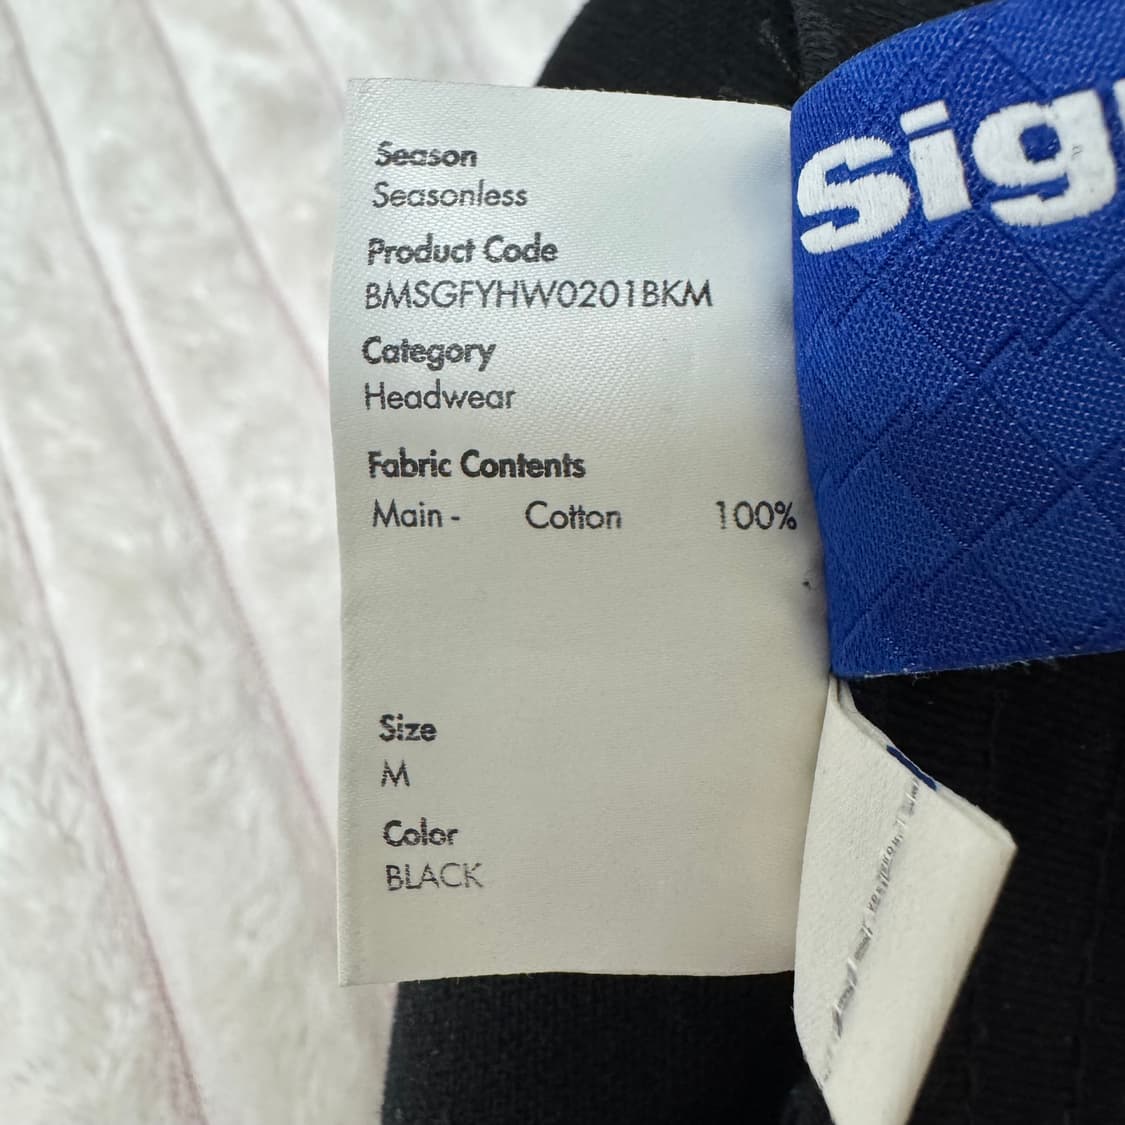 Season
Seasonless
Product Code
BMSGFYHW0201BKM
Category
Headwear
Fabric Contents
Main - Cotton 100%
Size
M
Color
BLACK
Sig